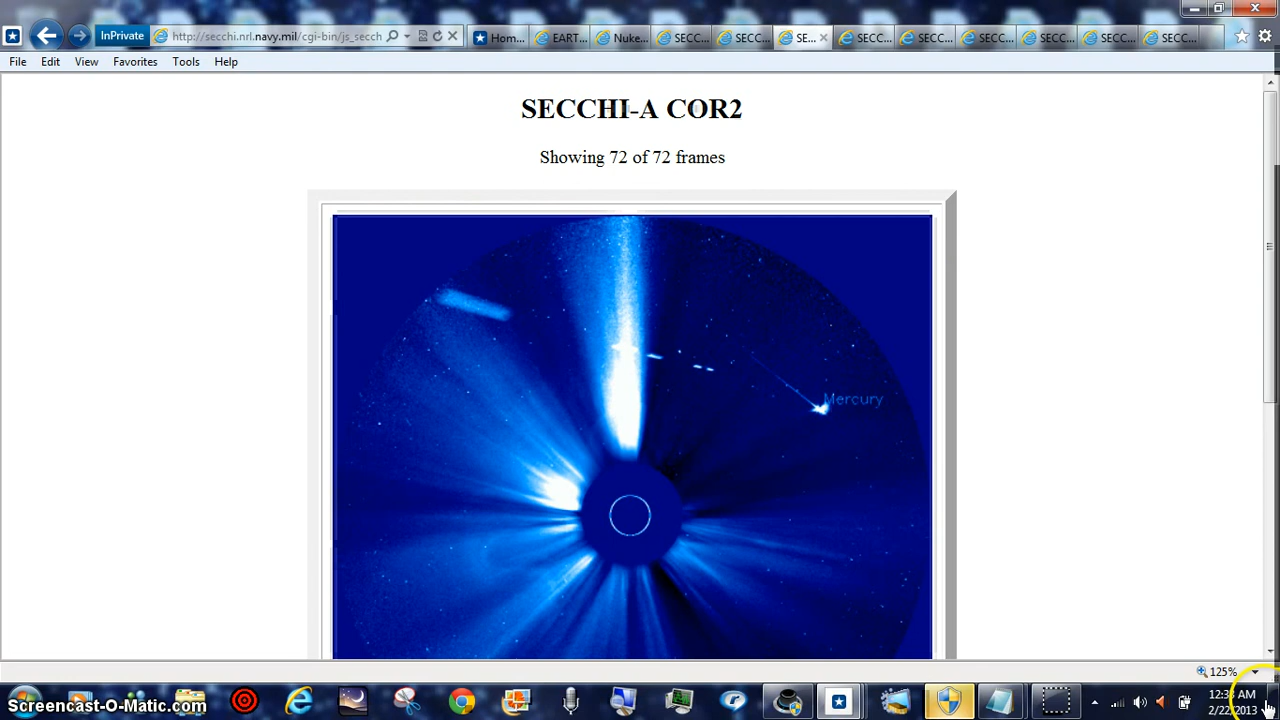 InPrivate
http://secchi.nrl.navy.mil/cgi-bin/js_secch
Hom...
EART...
Nuke...
SECC...
SECC...
SE...
SECC...
SECC...
SECC...
SECC...
SECC...
SECC...
File Edit View Favorites Tools Help
SECCHI-A COR2
Showing 72 of 72 frames
Mercury
125%
Screencast-O-Matic.com
AM
2/22/2013